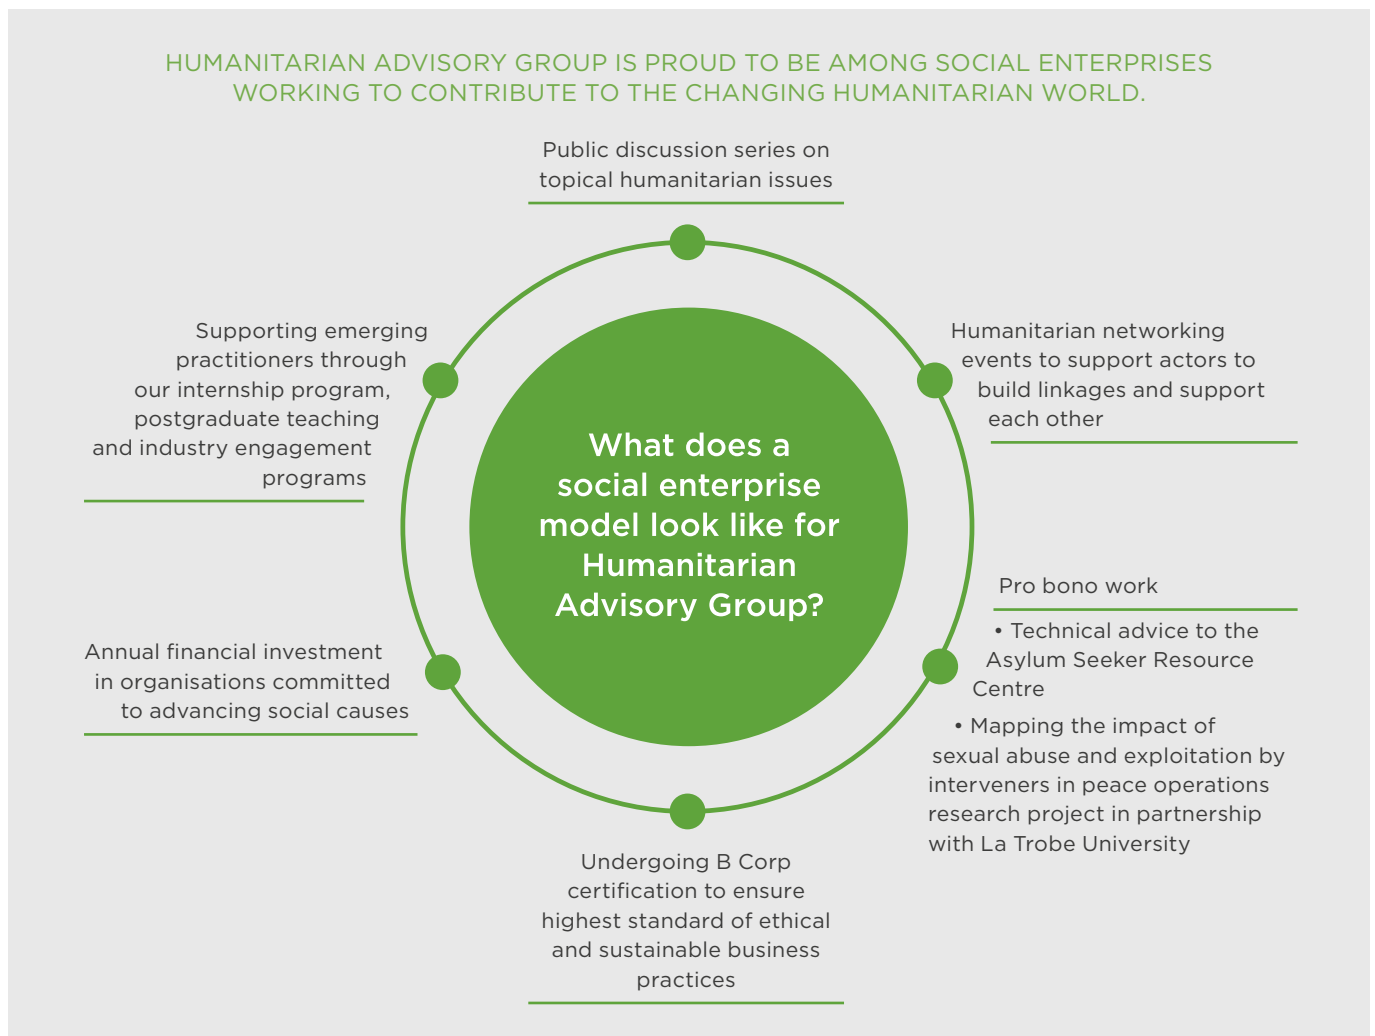 HUMANITARIAN ADVISORY GROUP IS PROUD TO BE AMONG SOCIAL ENTERPRISES
WORKING TO CONTRIBUTE TO THE CHANGING HUMANITARIAN WORLD.
Public discussion series on
topical humanitarian issues
Humanitarian networking
events to support actors to
build linkages and support
each other
Pro bono work
• Technical advice to the
Asylum Seeker Resource
Centre
• Mapping the impact of
sexual abuse and exploitation by
interveners in peace operations
research project in partnership
with La Trobe University
Undergoing B Corp
certification to ensure
highest standard of ethical
and sustainable business
practices
Annual financial investment
in organisations committed
to advancing social causes
Supporting emerging
practitioners through
our internship program,
postgraduate teaching
and industry engagement
programs
What does a
social enterprise
model look like for
Humanitarian
Advisory Group?